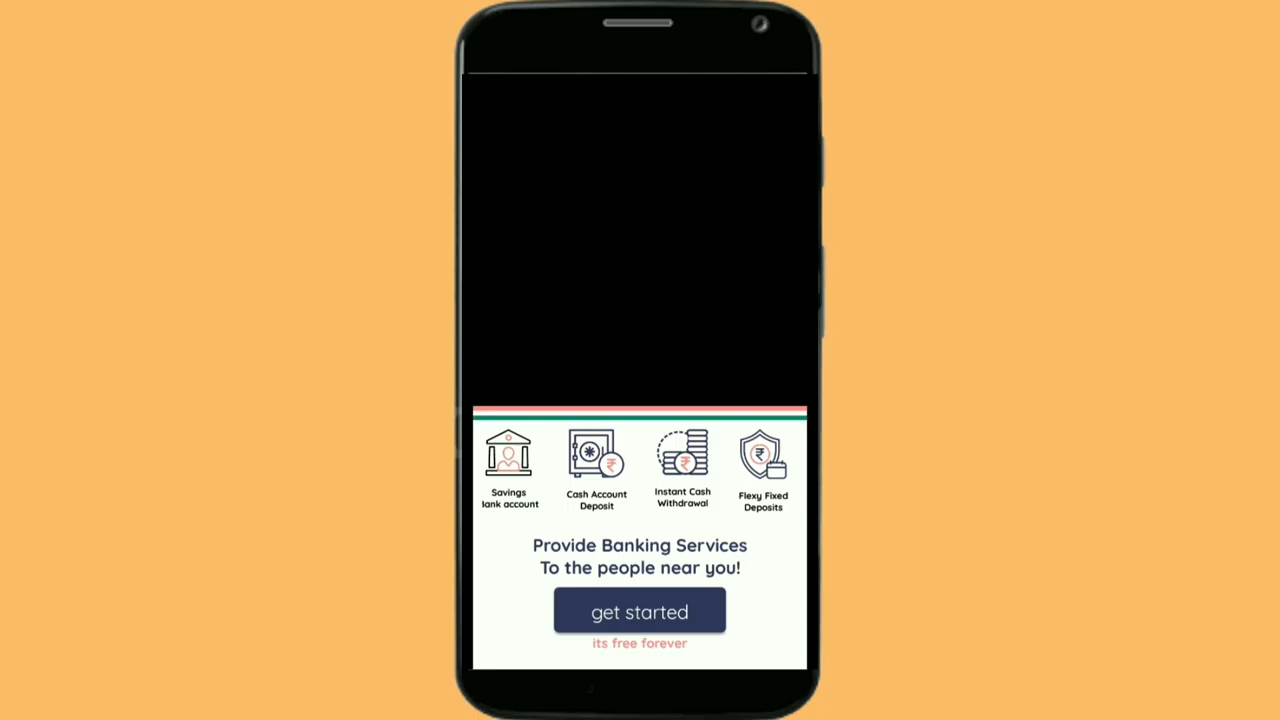 Savings
Bank account
Cash Account
Deposit
Instant Cash
Withdrawal
Flexy Fixed
Deposits
Provide Banking Services
To the people near you!
get started
its free forever